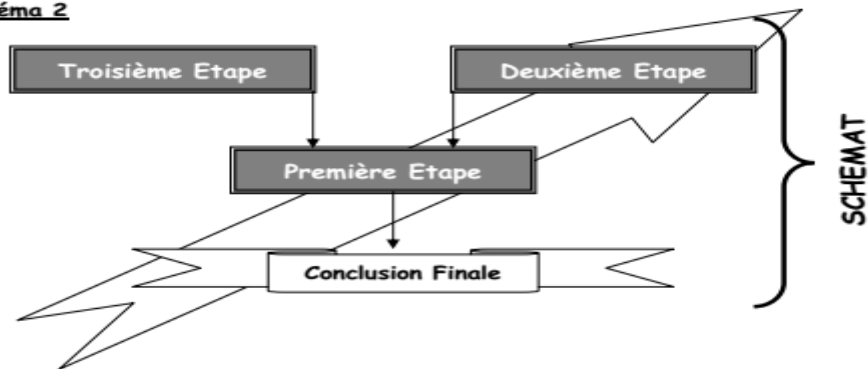 éma 2
Troisième Etape
Deuxième Etape
Première Etape
Conclusion Finale
SCHEMAT